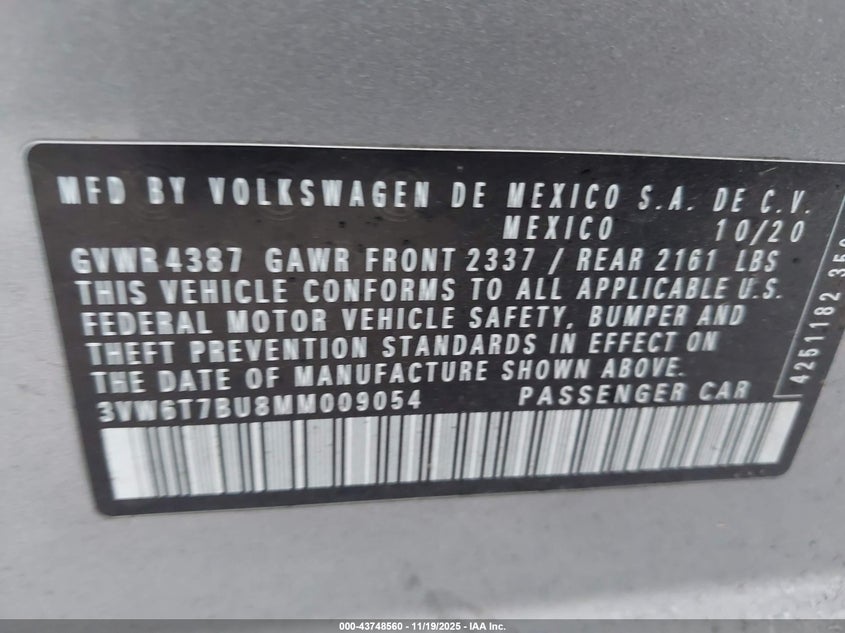 MFD BY VOLKSWAGEN DE MEXICO S.A. DE C.V.
MEXICO 10/20
GVWR 4387 GAWR FRONT 2337 / REAR 2161 LBS
THIS VEHICLE CONFORMS TO ALL APPLICABLE U.S.
FEDERAL MOTOR VEHICLE SAFETY, BUMPER AND
THEFT PREVENTION STANDARDS IN EFFECT ON
THE DATE OF MANUFACTURE SHOWN ABOVE.
3VW6T7BU8MM009054 PASSENGER CAR
4251182
000-43748560 - 11/19/2025 - IAA Inc.